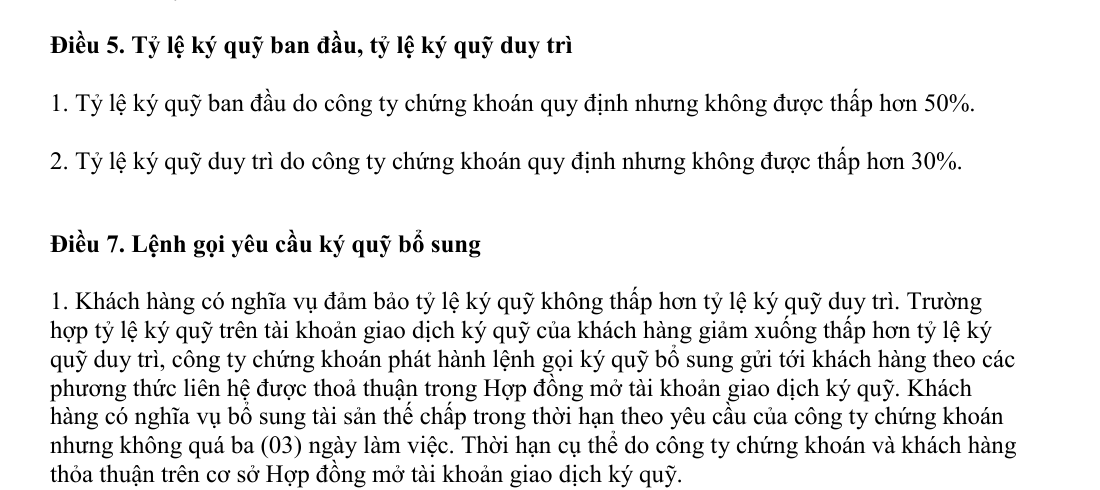 Điều 5. Tỷ lệ ký quỹ ban đầu, tỷ lệ ký quỹ duy trì
1. Tỷ lệ ký quỹ ban đầu do công ty chứng khoán quy định nhưng không được thấp hơn 50%.
2. Tỷ lệ ký quỹ duy trì do công ty chứng khoán quy định nhưng không được thấp hơn 30%.
Điều 7. Lệnh gọi yêu cầu ký quỹ bổ sung
1. Khách hàng có nghĩa vụ đảm bảo tỷ lệ ký quỹ không thấp hơn tỷ lệ ký quỹ duy trì. Trường
hợp tỷ lệ ký quỹ trên tài khoản giao dịch ký quỹ của khách hàng giảm xuống thấp hơn tỷ lệ ký
quỹ duy trì, công ty chứng khoán phát hành lệnh gọi ký quỹ bổ sung gửi tới khách hàng theo các
phương thức liên hệ được thoả thuận trong Hợp đồng mở tài khoản giao dịch ký quỹ. Khách
hàng có nghĩa vụ bổ sung tài sản thế chấp trong thời hạn theo yêu cầu của công ty chứng khoán
nhưng không quá ba (03) ngày làm việc. Thời hạn cụ thể do công ty chứng khoán và khách hàng
thỏa thuận trên cơ sở Hợp đồng mở tài khoản giao dịch ký quỹ.